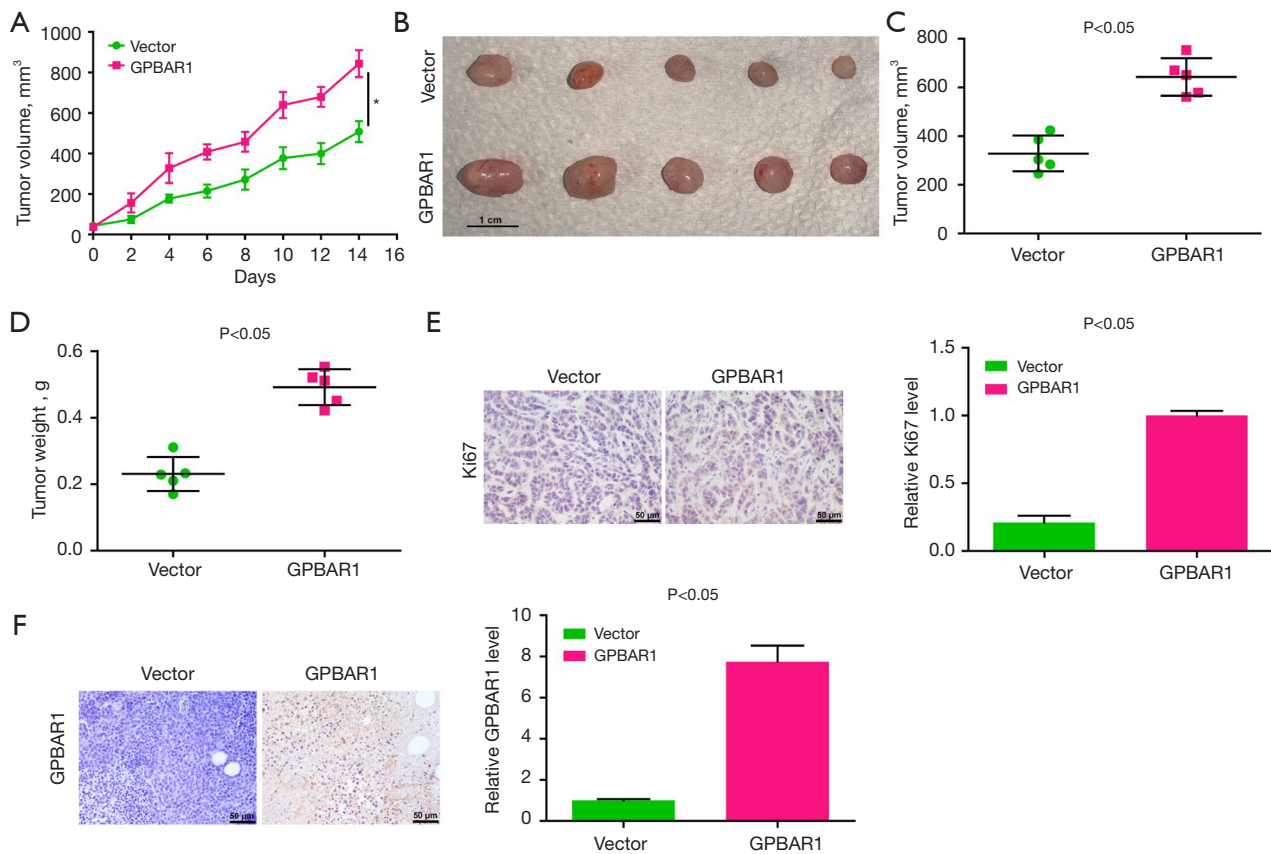 A
Vector
GPBAR1
Tumor volume, mm³
1000
800
600
400
200
0
*
0 2 4 6 8 10 12 14 16
Days
B
Vector
GPBAR1
1 cm
C
P<0.05
Tumor volume, mm³
800
600
400
200
0
Vector GPBAR1
D
P<0.05
Tumor weight , g
0.6
0.4
0.2
0.0
Vector GPBAR1
E
Vector GPBAR1
Ki67
50 µm 50 µm
P<0.05
Vector
GPBAR1
Relative Ki67 level
1.5
1.0
0.5
0.0
Vector GPBAR1
F
Vector GPBAR1
GPBAR1
50 µm 50 µm
P<0.05
Vector
GPBAR1
Relative GPBAR1 level
10
8
6
4
2
0
Vector GPBAR1